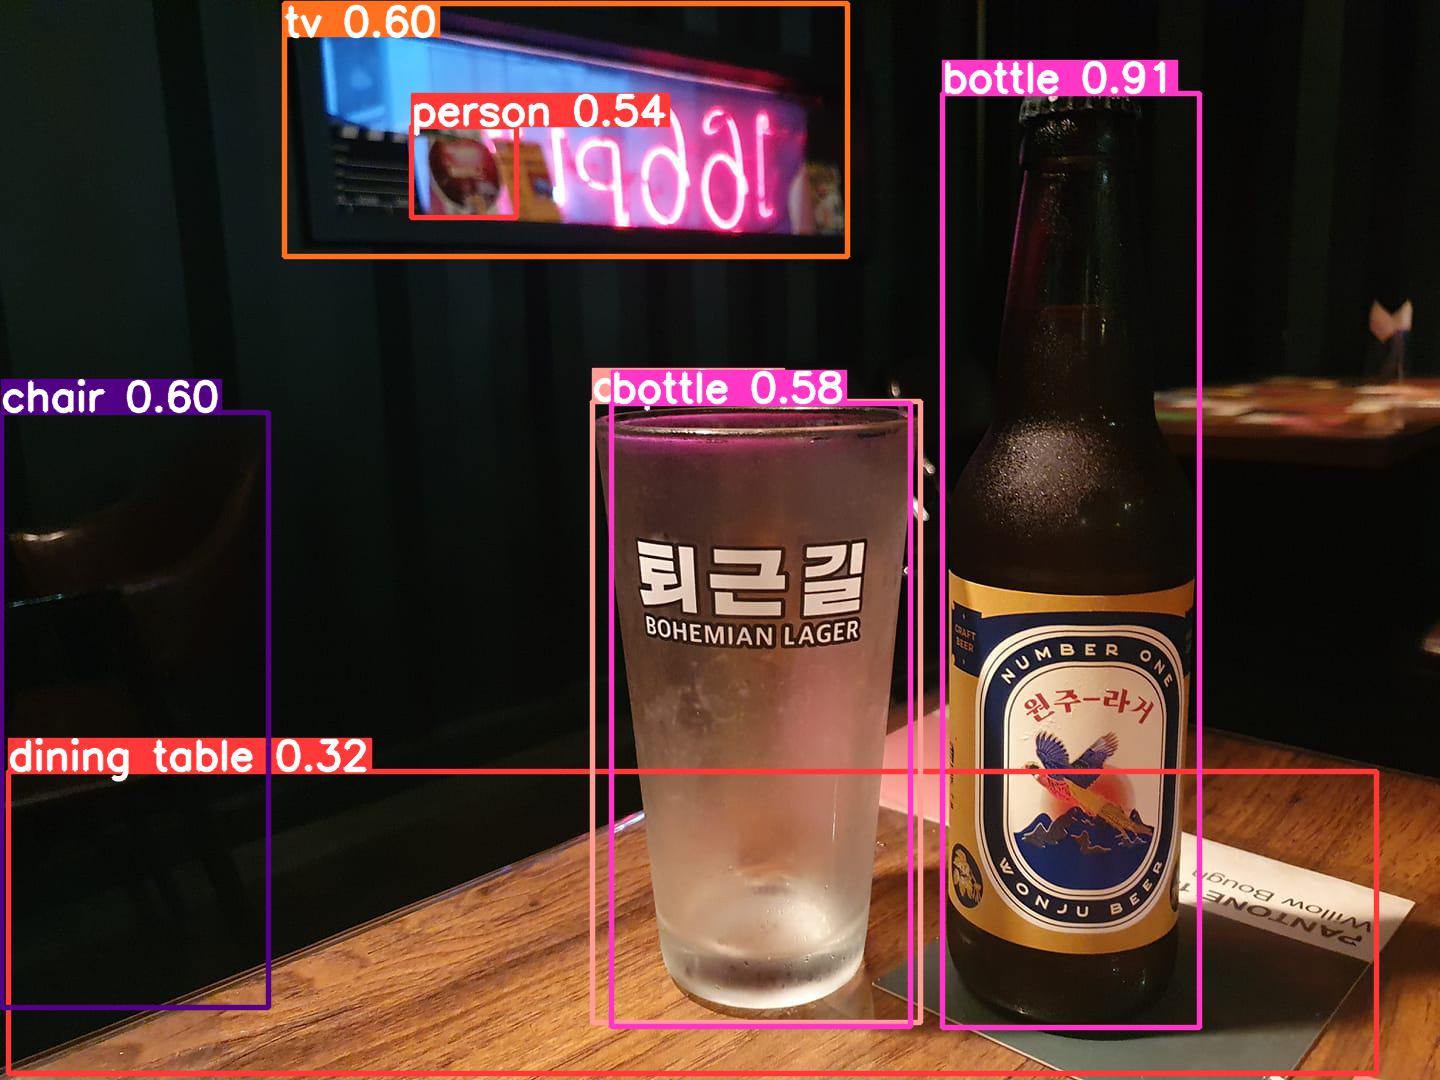 tv 0.60
person 0.54
166pl
bottle 0.91
chair 0.60
bottle 0.58
퇴근길
BOHEMIAN LAGER
CRAFT
BEER
NUMBER ONE
원주-라거
WONJU BEER
dining table 0.32
PANTONE
Willow Bough